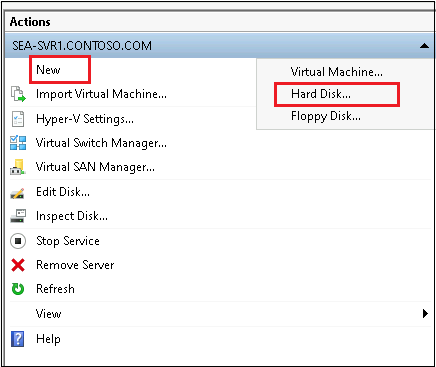 Actions
SEA-SVR1.CONTOSO.COM
New
Virtual Machine...
Hard Disk...
Floppy Disk...
Import Virtual Machine...
Hyper-V Settings...
Virtual Switch Manager...
Virtual SAN Manager...
Edit Disk...
Inspect Disk...
Stop Service
Remove Server
Refresh
View
Help